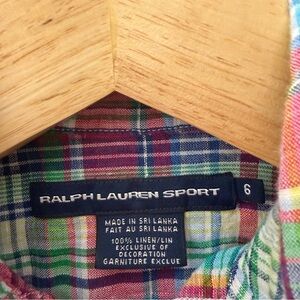 RALPH LAUREN SPORT
6
MADE IN SRI LANKA
FAIT AU SRI LANKA
100% LINEN/LIN
EXCLUSIVE OF
DECORATION
GARNITURE EXCLUE